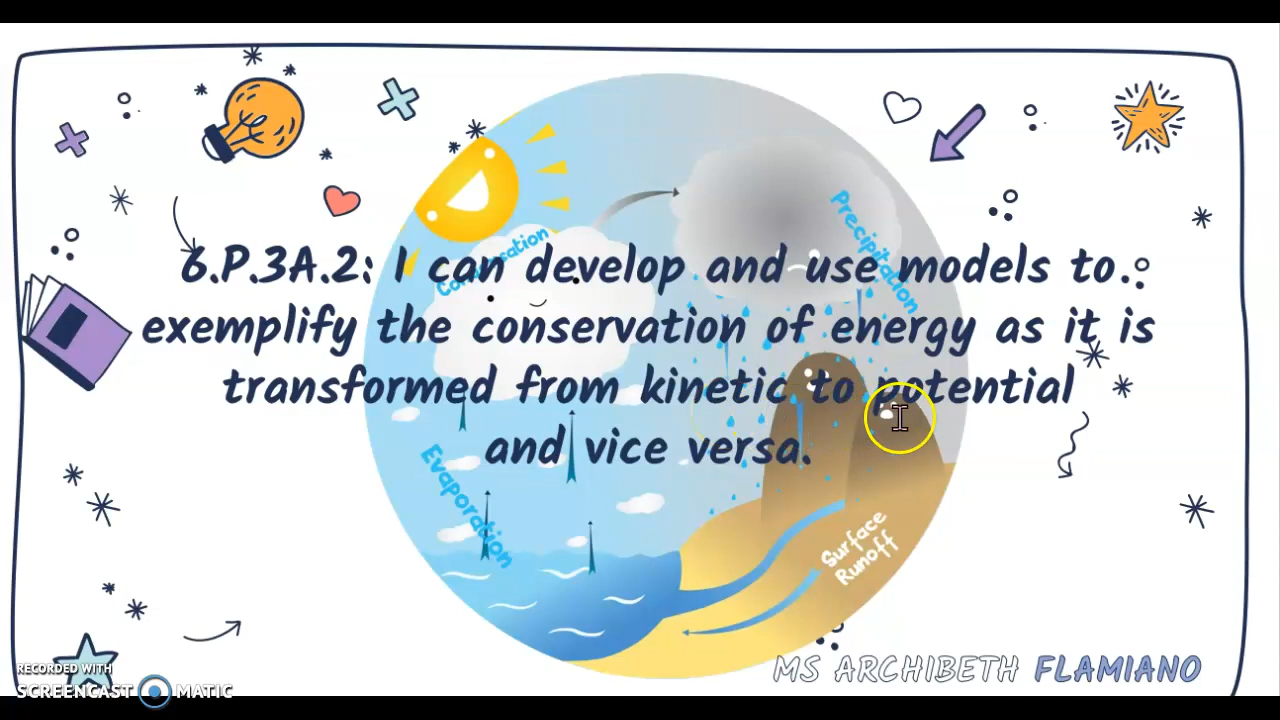 6.P.3A.2: I can develop and use models to
exemplify the conservation of energy as it is
transformed from kinetic to potential
and vice versa.
Condensation
Precipitation
Evaporation
Surface
Runoff
MS ARCHIBETH FLAMIANO
RECORDED WITH
SCREENCAST MATIC